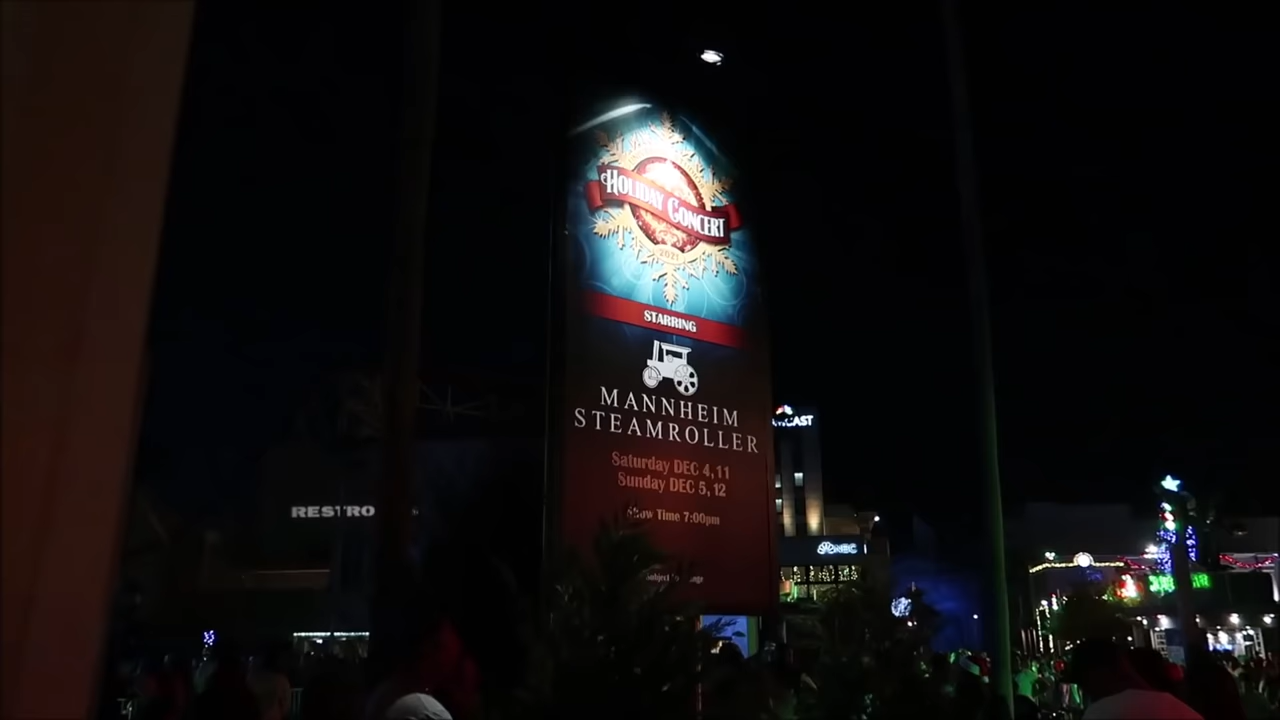 HOLIDAY CONCERT
2021
STARRING
MANNHEIM
STEAMROLLER
Saturday DEC 4, 11
Sunday DEC 5, 12
Show Time 7:00pm
NBC
RESTRO